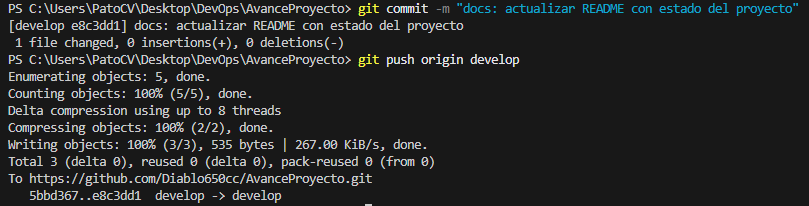 PS C:\Users\PatoCV\Desktop\DevOps\AvanceProyecto> git commit -m "docs: actualizar README con estado del proyecto"
[develop e8c3dd1] docs: actualizar README con estado del proyecto
 1 file changed, 0 insertions(+), 0 deletions(-)
PS C:\Users\PatoCV\Desktop\DevOps\AvanceProyecto> git push origin develop
Enumerating objects: 5, done.
Counting objects: 100% (5/5), done.
Delta compression using up to 8 threads
Compressing objects: 100% (2/2), done.
Writing objects: 100% (3/3), 535 bytes | 267.00 KiB/s, done.
Total 3 (delta 0), reused 0 (delta 0), pack-reused 0 (from 0)
To https://github.com/Diablo650cc/AvanceProyecto.git
   5bbd367..e8c3dd1  develop -> develop